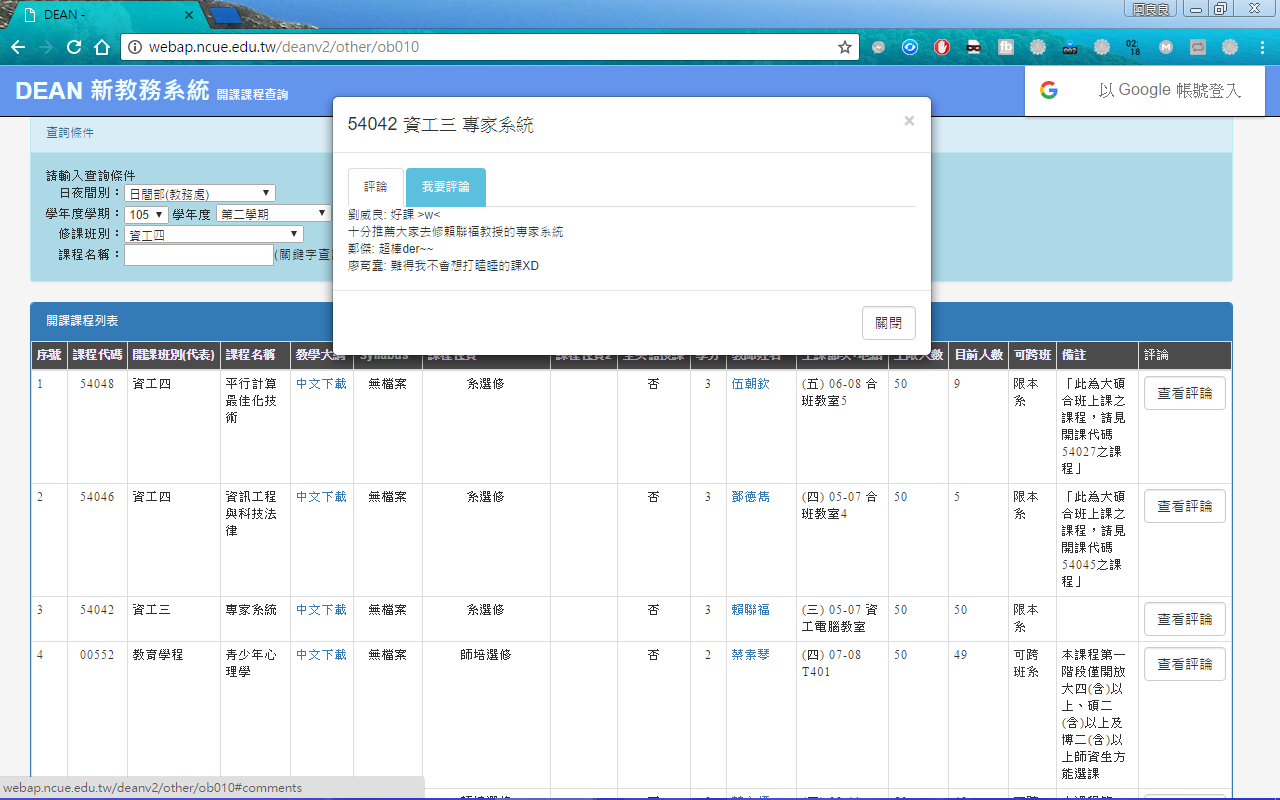 DEAN -
阿良良
webap.ncue.edu.tw/deanv2/other/ob010
02:
18
DEAN 新教務系統 開課課程查詢
以 Google 帳號登入
54042 資工三 專家系統
×
評論
我要評論
劉威良: 好課 >w<
十分推薦大家去修賴聯福教授的專家系統
鄭傑: 超棒der~~
難得我不會想打瞌睡的課XD
關閉
查詢條件
請輸入查詢條件
日夜間別： 日間部(教務處)
學年度學期： 105 學年度 第二學期
修課班別： 資工四
課程名稱： (關鍵字查
開課課程列表
序號 課程代碼 開課班別(代表) 課程名稱 教學大綱 Syllabus 課程性質 課程性質2 全英語授課 學分 教師姓名 上課節次+地點 上限人數 目前人數 可跨班 備註 評論
1 54048 資工四 平行計算 中文下載 無檔案 系選修 否 3 伍朝欽 (五) 06-08 合 50 9 限本 「此為大碩 查看評論
最佳化技 班教室5 系 合班上課之
術 課程，請見
開課代碼
54027之課
程」
2 54046 資工四 資訊工程 中文下載 無檔案 系選修 否 3 鄧德雋 (四) 05-07 合 50 5 限本 「此為大碩 查看評論
與科技法 班教室4 系 合班上課之
律 課程，請見
開課代碼
54045之課
程」
3 54042 資工三 專家系統 中文下載 無檔案 系選修 否 3 賴聯福 (三) 05-07 資 50 50 限本 查看評論
工電腦教室 系
4 00552 教育學程 青少年心 中文下載 無檔案 師培選修 否 2 葉素琴 (四) 07-08 50 49 可跨 本課程第一 查看評論
理學 T401 班系 階段僅開放
大四(含)以
上、碩二
(含)以上及
博二(含)以
上師資生方
能選課
webap.ncue.edu.tw/deanv2/other/ob010#comments